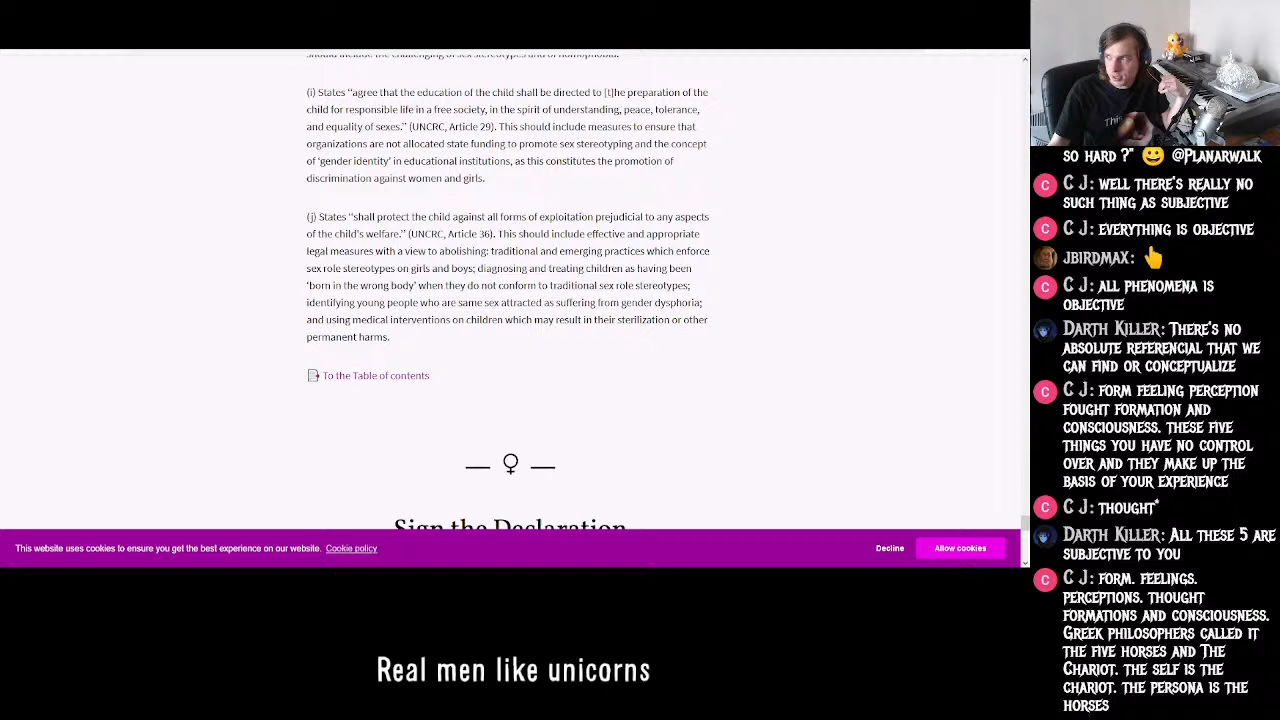 should include the challenging of sex stereotypes and of homophobia.
(i) States “agree that the education of the child shall be directed to [t]he preparation of the
child for responsible life in a free society, in the spirit of understanding, peace, tolerance,
and equality of sexes.” (UNCRC, Article 29). This should include measures to ensure that
organizations are not allocated state funding to promote sex stereotyping and the concept
of ‘gender identity’ in educational institutions, as this constitutes the promotion of
discrimination against women and girls.
(j) States “shall protect the child against all forms of exploitation prejudicial to any aspects
of the child’s welfare.” (UNCRC, Article 36). This should include effective and appropriate
legal measures with a view to abolishing: traditional and emerging practices which enforce
sex role stereotypes on girls and boys; diagnosing and treating children as having been
‘born in the wrong body’ when they do not conform to traditional sex role stereotypes;
identifying young people who are same sex attracted as suffering from gender dysphoria;
and using medical interventions on children which may result in their sterilization or other
permanent harms.
To the Table of contents
Sign the Declaration
This website uses cookies to ensure you get the best experience on our website. Cookie policy
Decline
Allow cookies
Real men like unicorns
This
so hard ?" 😀 @Planarwalk
C J: well there's really no
such thing as subjective
C J: everything is objective
jbirdmax: 👆
C J: all phenomena is
objective
Darth Killer: There's no
absolute referencial that we
can find or conceptualize
C J: form feeling perception
fought formation and
consciousness. these five
things you have no control
over and they make up the
basis of your experience
C J: thought*
Darth Killer: All these 5 are
subjective to you
C J: form. feelings.
perceptions. thought
formations and consciousness.
Greek philosophers called it
the five horses and The
Chariot. the self is the
chariot. the persona is the
horses